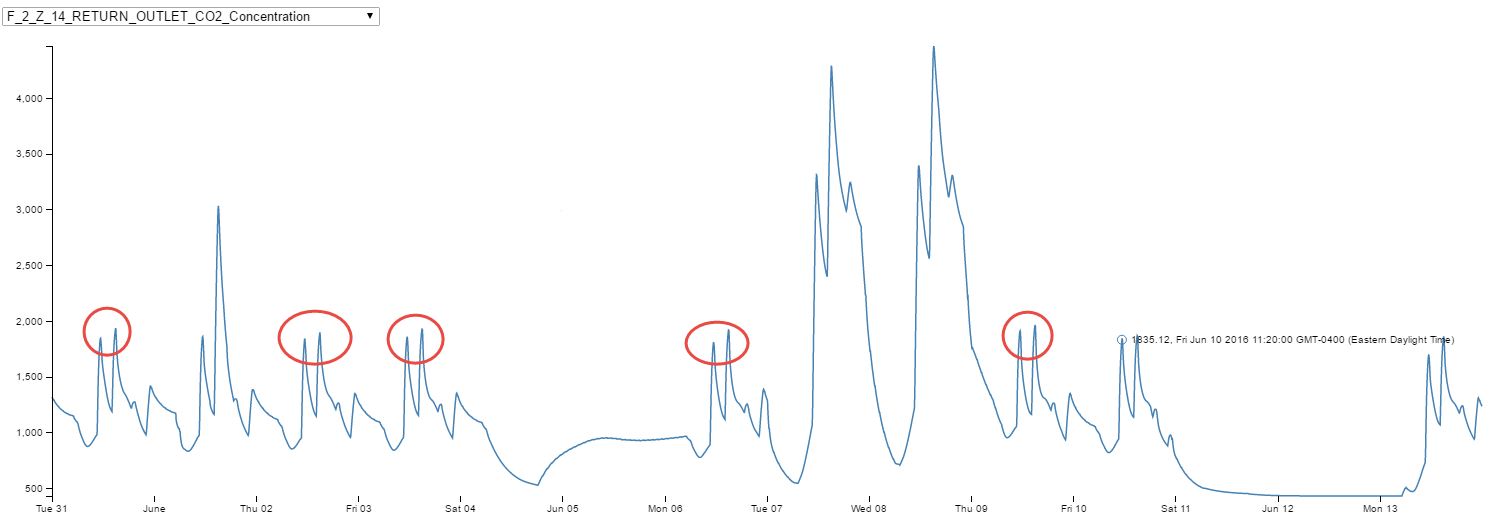 F_2_Z_14_RETURN_OUTLET_CO2_Concentration
4,000
3,500
3,000
2,500
2,000
1,500
1,000
500
1835.12, Fri Jun 10 2016 11:20:00 GMT-0400 (Eastern Daylight Time)
Tue 31 June Thu 02 Fri 03 Sat 04 Jun 05 Mon 06 Tue 07 Wed 08 Thu 09 Fri 10 Sat 11 Jun 12 Mon 13